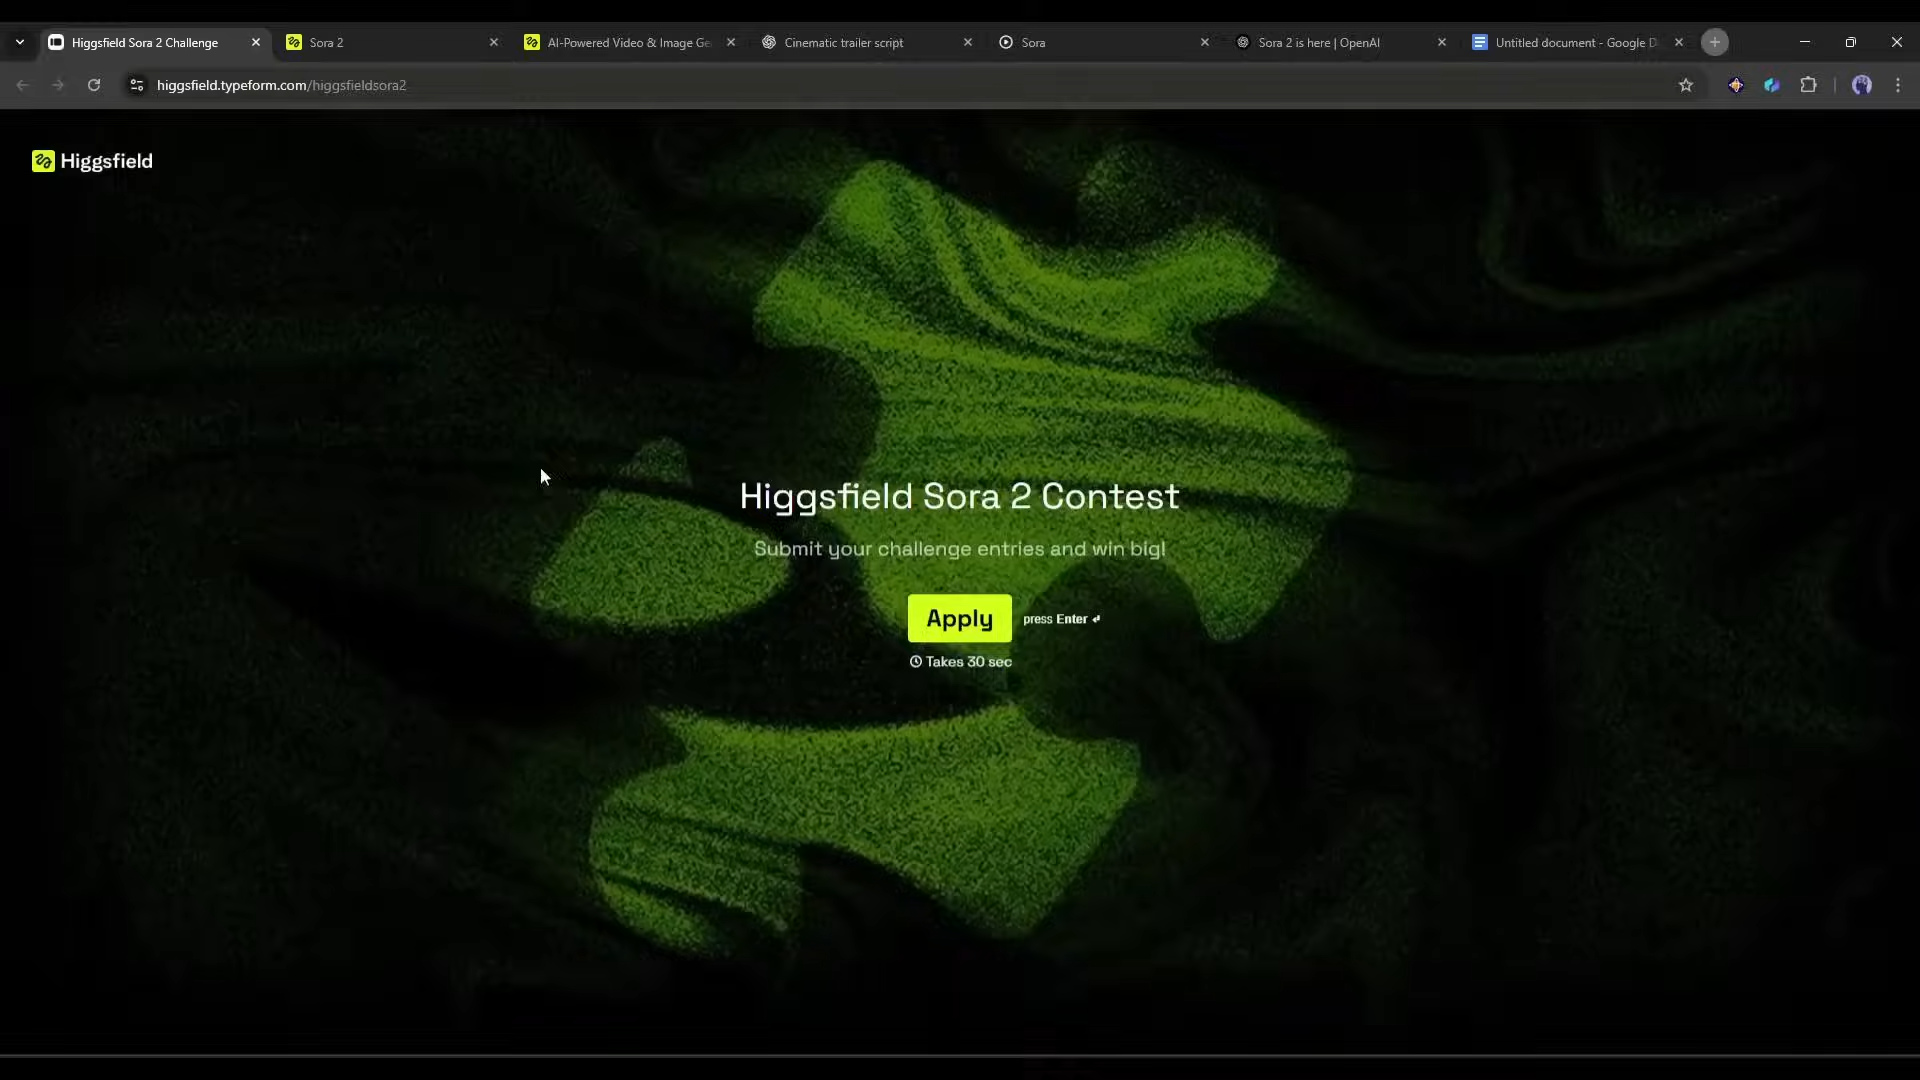 Higgsfield Sora 2 Challenge
Sora 2
AI-Powered Video & Image Ge
Cinematic trailer script
Sora
Sora 2 is here | OpenAI
Untitled document - Google D
higgsfield.typeform.com/higgsfieldsora2
Higgsfield
Higgsfield Sora 2 Contest
Submit your challenge entries and win big!
Apply
press Enter ↵
Takes 30 sec